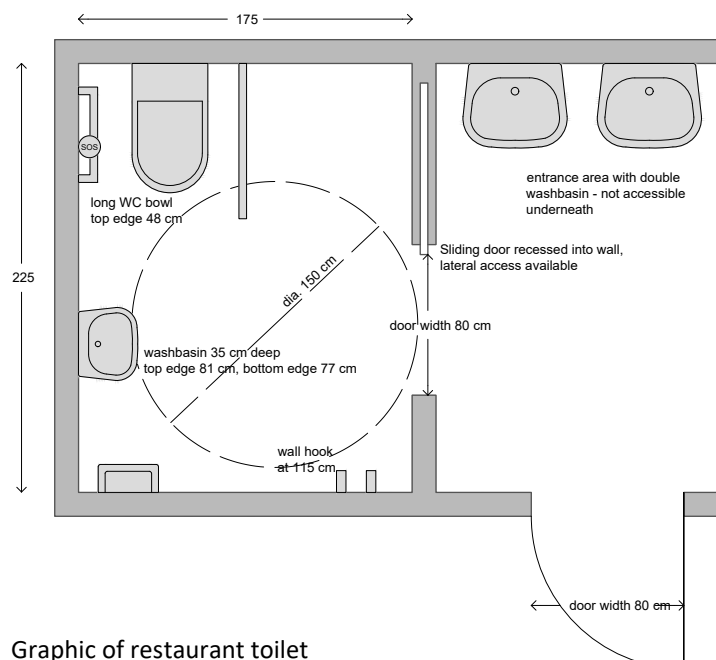 175
SOS
long WC bowl
top edge 48 cm
entrance area with double
washbasin - not accessible
underneath
Sliding door recessed into wall,
lateral access available
225
dia. 150 cm
door width 80 cm
washbasin 35 cm deep
top edge 81 cm, bottom edge 77 cm
wall hook
at 115 cm
door width 80 cm
Graphic of restaurant toilet